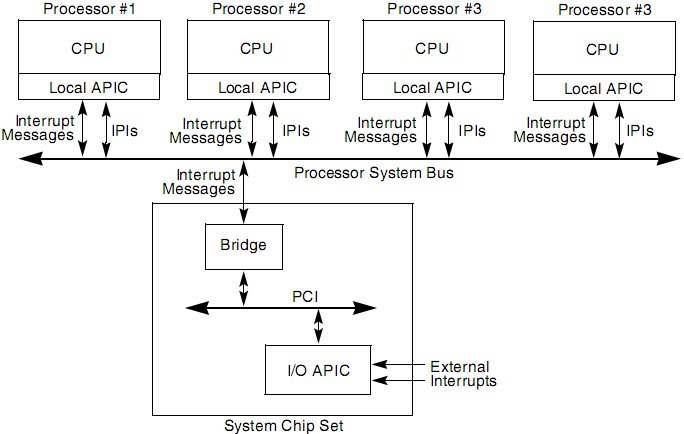 Processor #1
Processor #2
Processor #3
Processor #3
CPU
CPU
CPU
CPU
Local APIC
Local APIC
Local APIC
Local APIC
Interrupt
Messages
IPIs
Interrupt
Messages
IPIs
Interrupt
Messages
IPIs
Interrupt
Messages
IPIs
Interrupt
Messages
Processor System Bus
Bridge
PCI
I/O APIC
External
Interrupts
System Chip Set